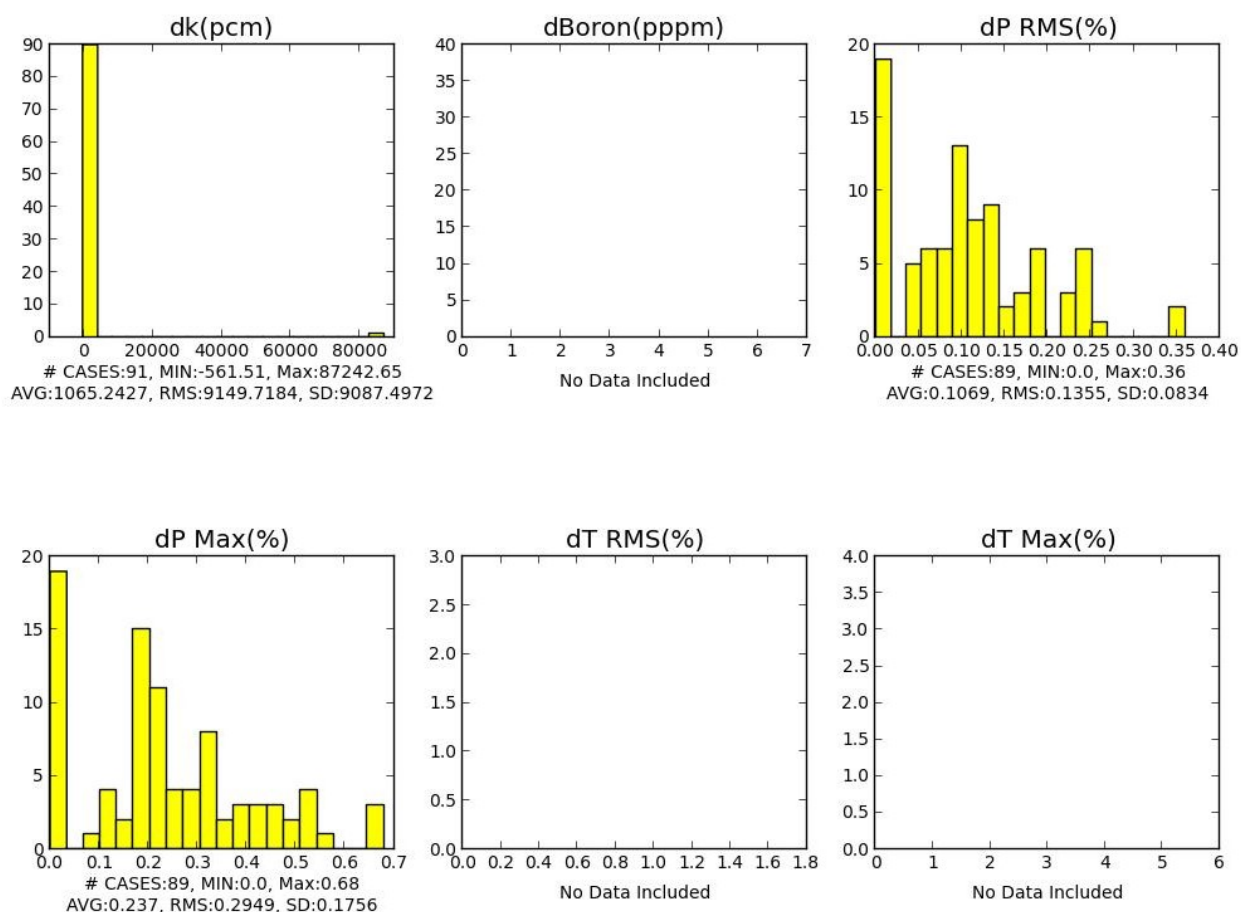 dk(pcm)
90
80
70
60
50
40
30
20
10
0
0 20000 40000 60000 80000
# CASES:91, MIN:-561.51, Max:87242.65
AVG:1065.2427, RMS:9149.7184, SD:9087.4972
dBoron(pppm)
40
35
30
25
20
15
10
5
0
0 1 2 3 4 5 6 7
No Data Included
dP RMS(%)
20
15
10
5
0
0.00 0.05 0.10 0.15 0.20 0.25 0.30 0.35 0.40
# CASES:89, MIN:0.0, Max:0.36
AVG:0.1069, RMS:0.1355, SD:0.0834
dP Max(%)
20
15
10
5
0
0.0 0.1 0.2 0.3 0.4 0.5 0.6 0.7
# CASES:89, MIN:0.0, Max:0.68
AVG:0.237, RMS:0.2949, SD:0.1756
dT RMS(%)
3.0
2.5
2.0
1.5
1.0
0.5
0.0
0.0 0.2 0.4 0.6 0.8 1.0 1.2 1.4 1.6 1.8
No Data Included
dT Max(%)
4.0
3.5
3.0
2.5
2.0
1.5
1.0
0.5
0.0
0 1 2 3 4 5 6
No Data Included